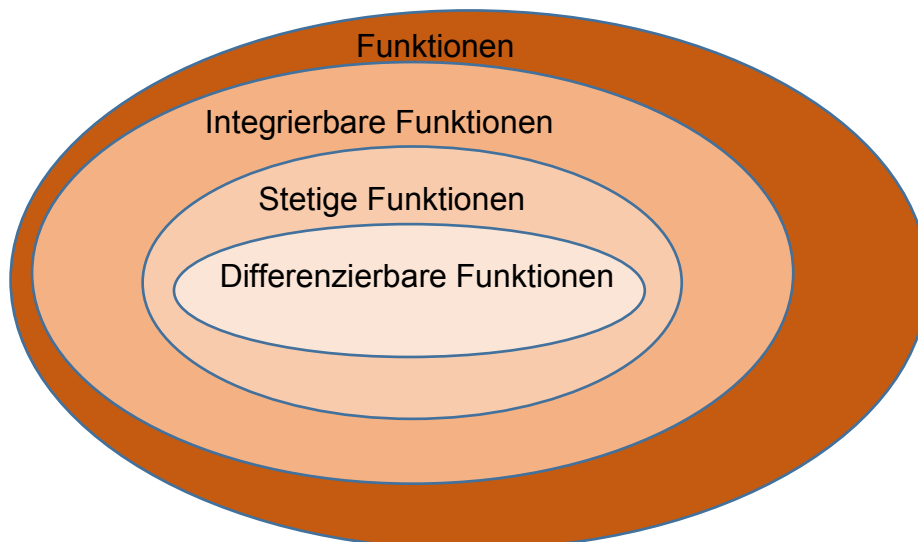 Funktionen
Integrierbare Funktionen
Stetige Funktionen
Differenzierbare Funktionen